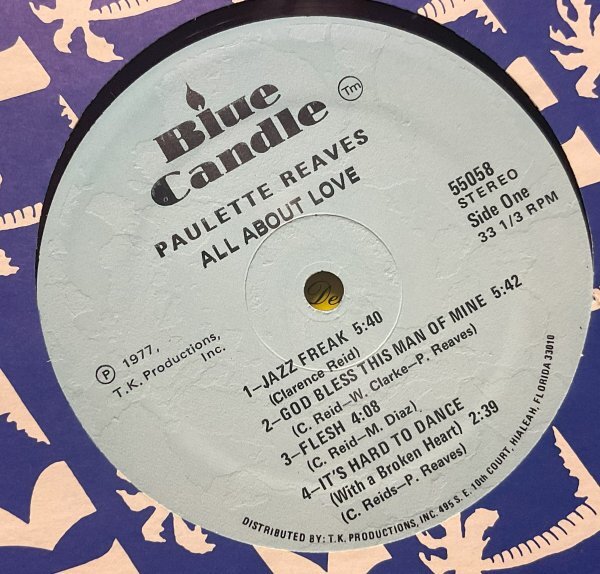 Blue
Candle
Tm
PAULETTE REAVES
ALL ABOUT LOVE
55058
STEREO
Side One
33 1/3 RPM
De
Ⓟ 1977,
T.K. Productions,
Inc.
1–JAZZ FREAK 5:40
(Clarence Reid)
2–GOD BLESS THIS MAN OF MINE 5:42
(C. Reid–W. Clarke–P. Reaves)
3–FLESH 4:08
(C. Reid–M. Diaz)
4–IT'S HARD TO DANCE
(With a Broken Heart) 2:39
(C. Reids–P. Reaves)
DISTRIBUTED BY: T.K. PRODUCTIONS, INC. 495 S.E. 10th COURT, HIALEAH, FLORIDA 33010